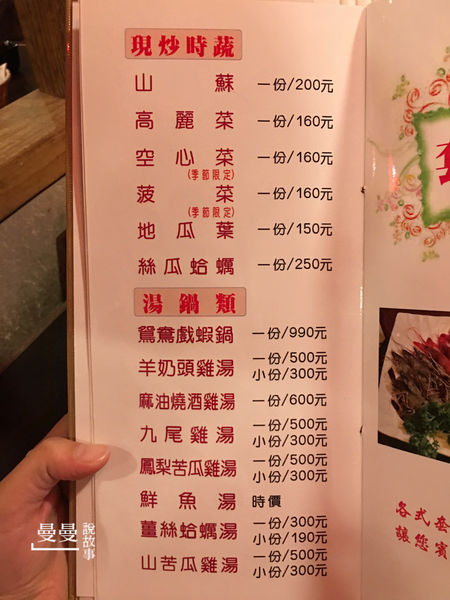 現炒時蔬
山蘇 一份/200元
高麗菜 一份/160元
空心菜 一份/160元
(季節限定)
菠菜 一份/160元
(季節限定)
地瓜葉 一份/150元
絲瓜蛤蠣 一份/250元
湯鍋類
鴛鴦戲蝦鍋 一份/990元
羊奶頭雞湯 一份/500元
小份/300元
麻油燒酒雞湯 一份/600元
九尾雞湯 一份/500元
小份/300元
鳳梨苦瓜雞湯 一份/500元
小份/300元
鮮魚湯 時價
薑絲蛤蠣湯 一份/300元
小份/190元
山苦瓜雞湯 一份/500元
小份/300元
各式
讓您賓
曼曼說故事